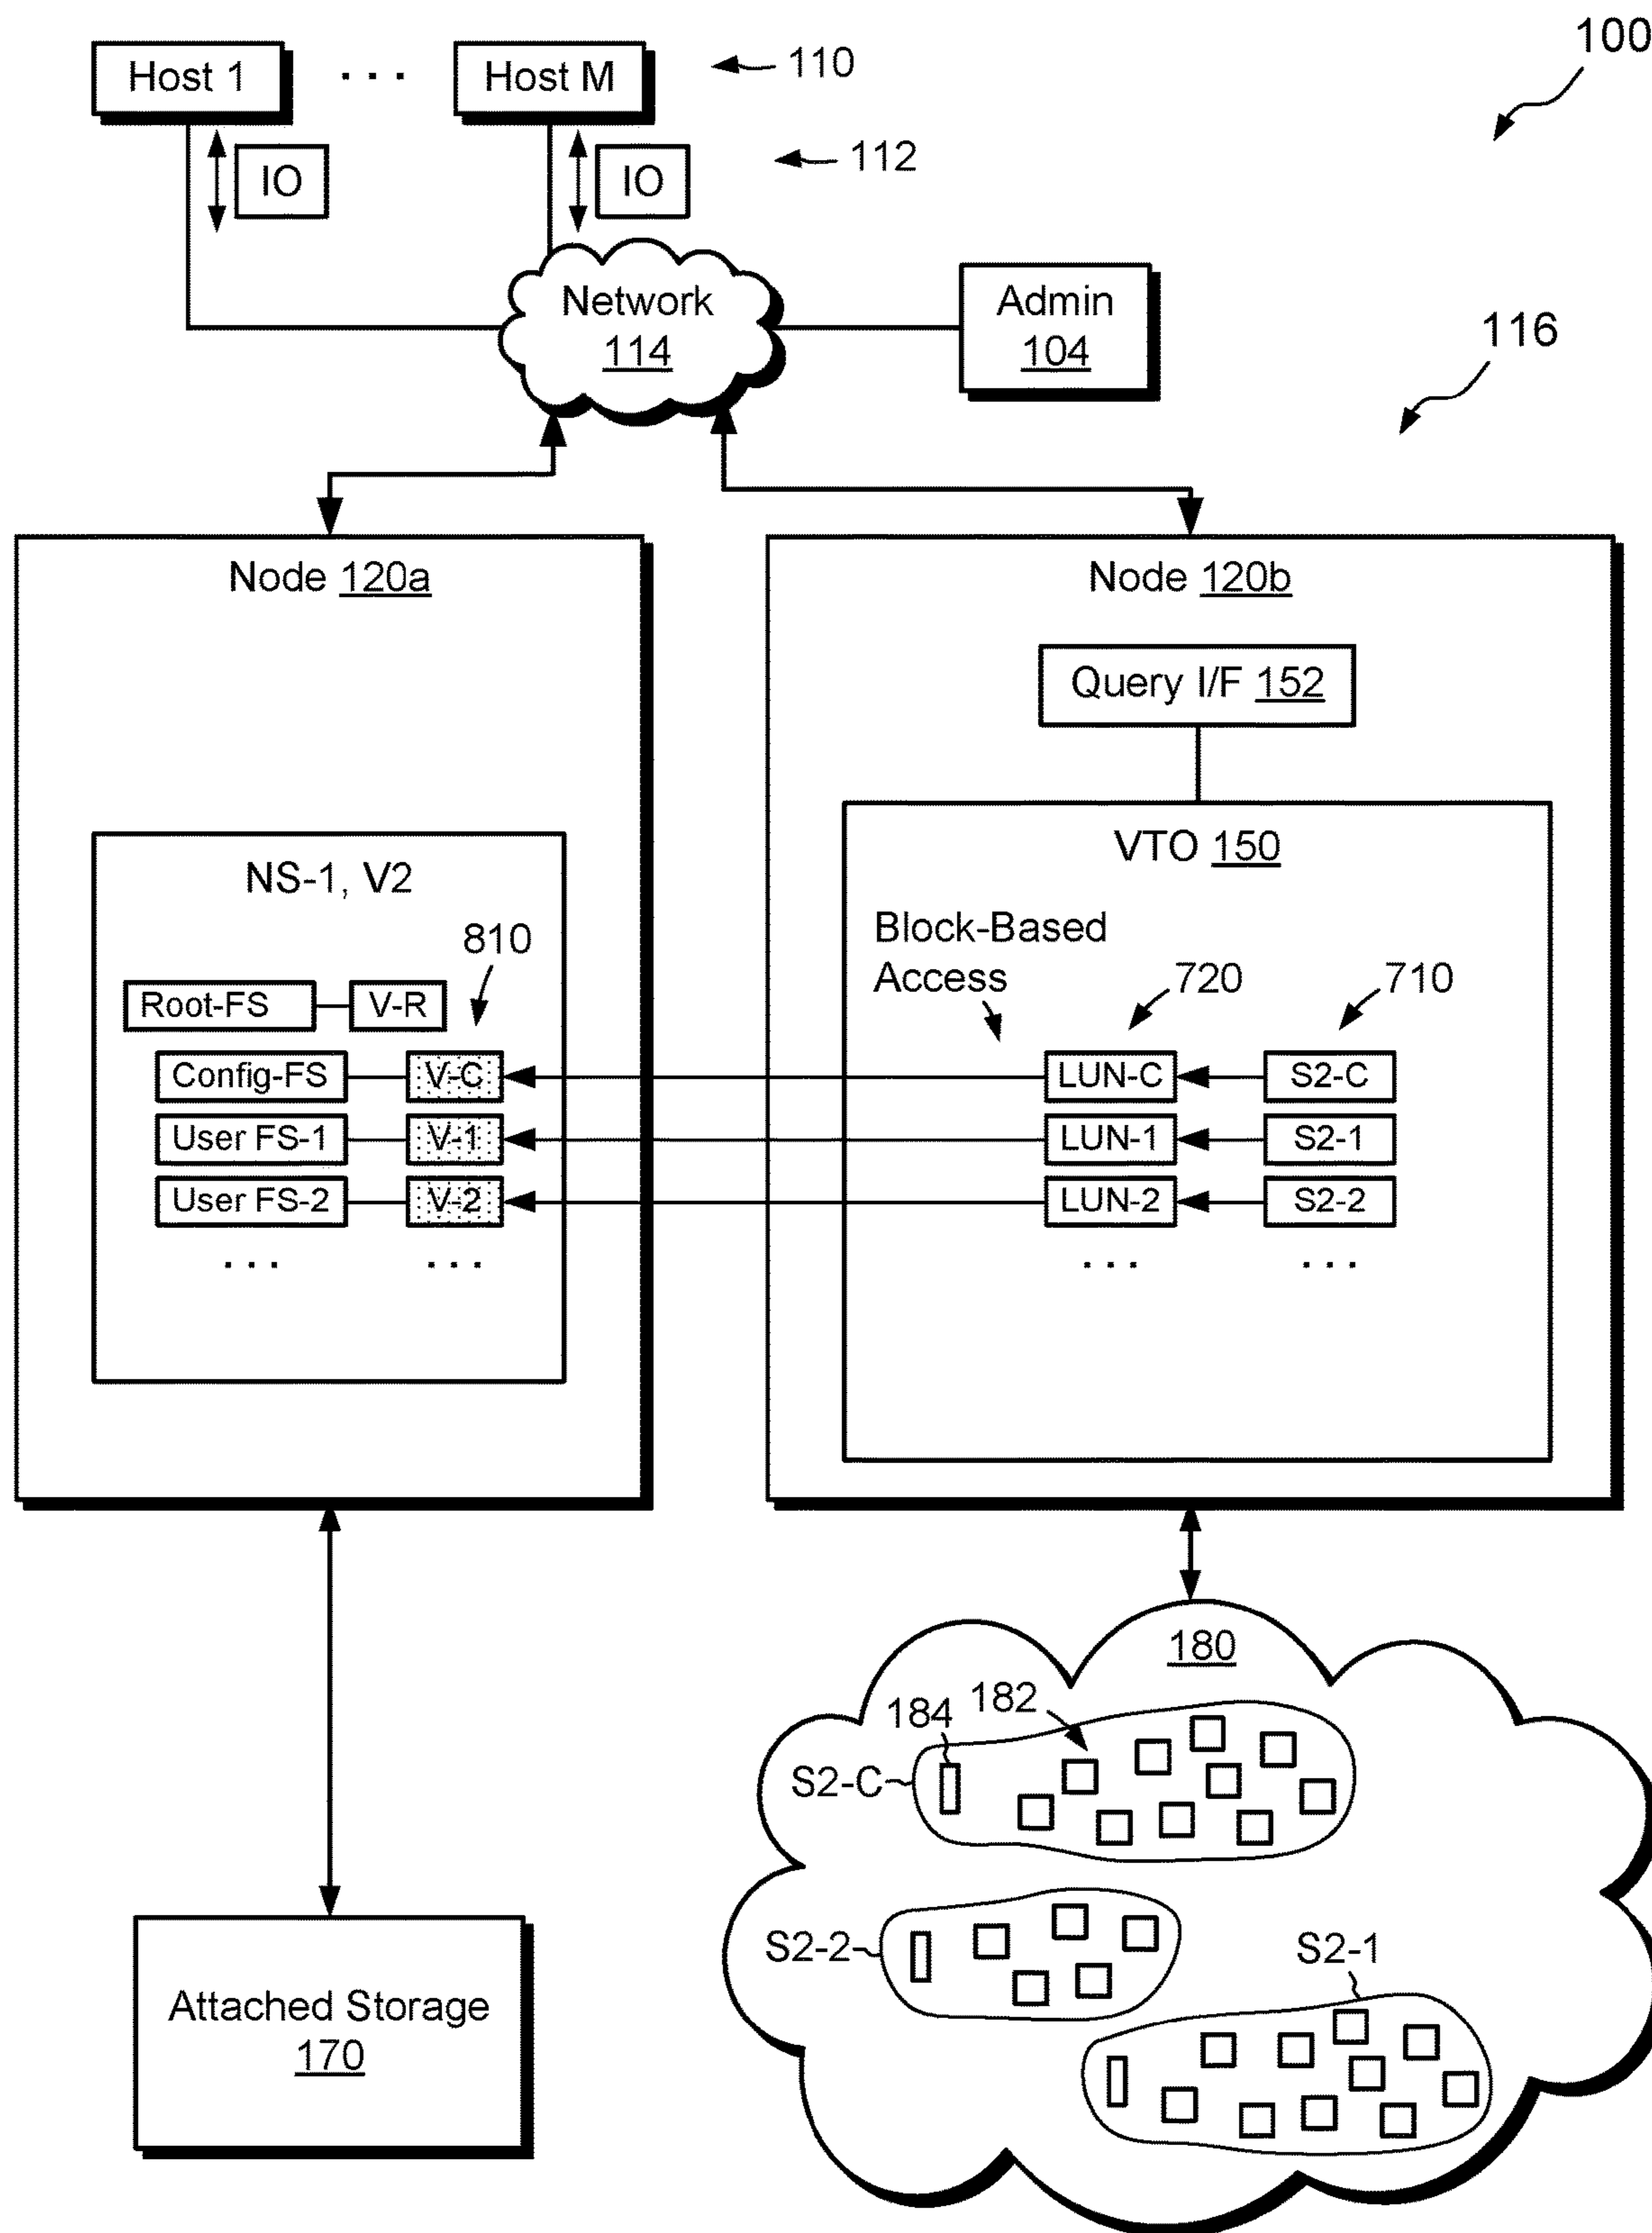 100
Host 1
. . .
Host M
110
IO
IO
112
Network
114
Admin
104
116
Node 120a
Node 120b
Query I/F 152
VTO 150
NS-1, V2
810
Block-Based
Access
720
710
Root-FS
V-R
Config-FS
V-C
LUN-C
S2-C
User FS-1
V-1
LUN-1
S2-1
User FS-2
V-2
LUN-2
S2-2
. . .
. . .
. . .
. . .
180
184
182
S2-C
S2-2
S2-1
Attached Storage
170